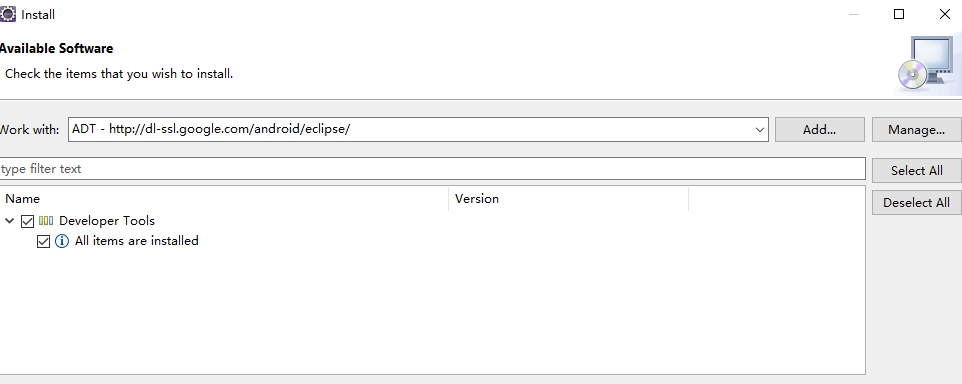 Install
Available Software
Check the items that you wish to install.
Work with: ADT - http://dl-ssl.google.com/android/eclipse/ Add... Manage...
type filter text Select All
Name Version Deselect All
Developer Tools
All items are installed